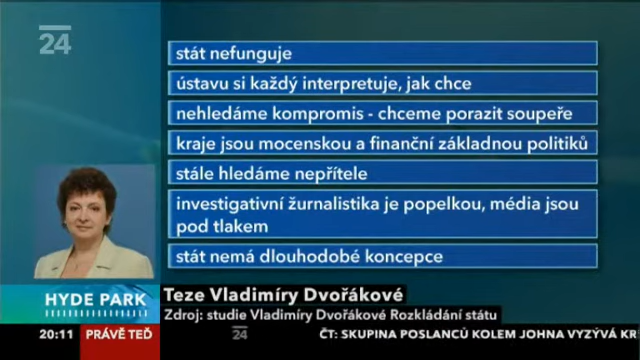 24
stát nefunguje
ústavu si každý interpretuje, jak chce
nehledáme kompromis - chceme porazit soupeře
kraje jsou mocenskou a finanční základnou politiků
stále hledáme nepřítele
investigativní žurnalistika je popelkou, média jsou
pod tlakem
stát nemá dlouhodobé koncepce
HYDE PARK
Teze Vladimíry Dvořákové
Zdroj: studie Vladimíry Dvořákové Rozkládání státu
20:11 PRÁVĚ TEĎ 24 ČT: SKUPINA POSLANCŮ KOLEM JOHNA VYZÝVÁ KR